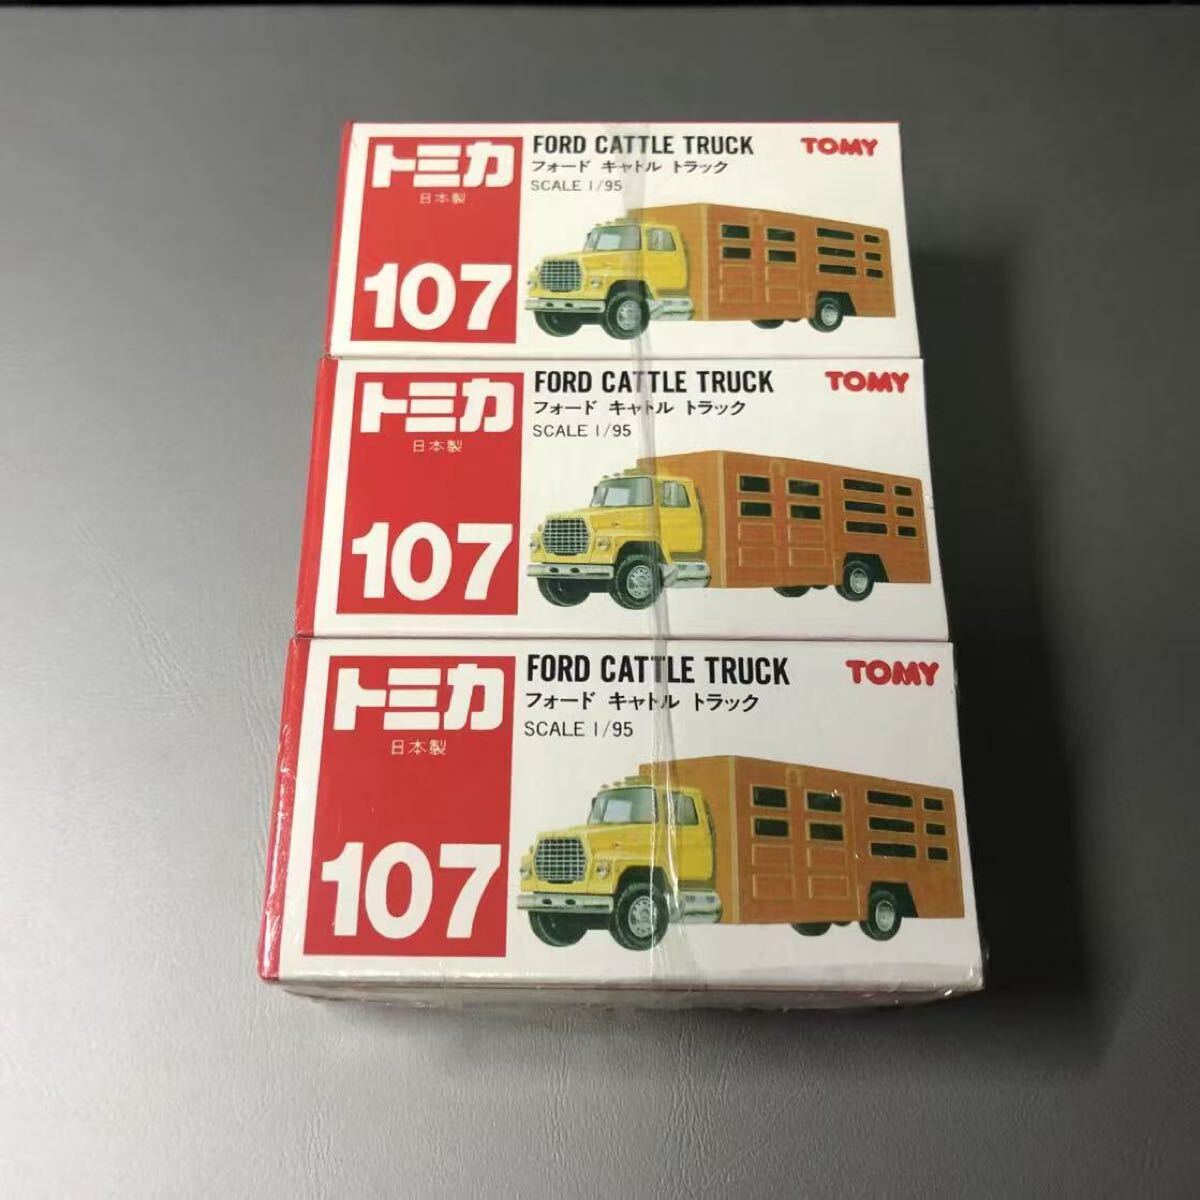 トミカ
日本製
107
FORD CATTLE TRUCK
フォード キャトル トラック
SCALE 1/95
TOMY
トミカ
日本製
107
FORD CATTLE TRUCK
フォード キャトル トラック
SCALE 1/95
TOMY
トミカ
日本製
107
FORD CATTLE TRUCK
フォード キャトル トラック
SCALE 1/95
TOMY